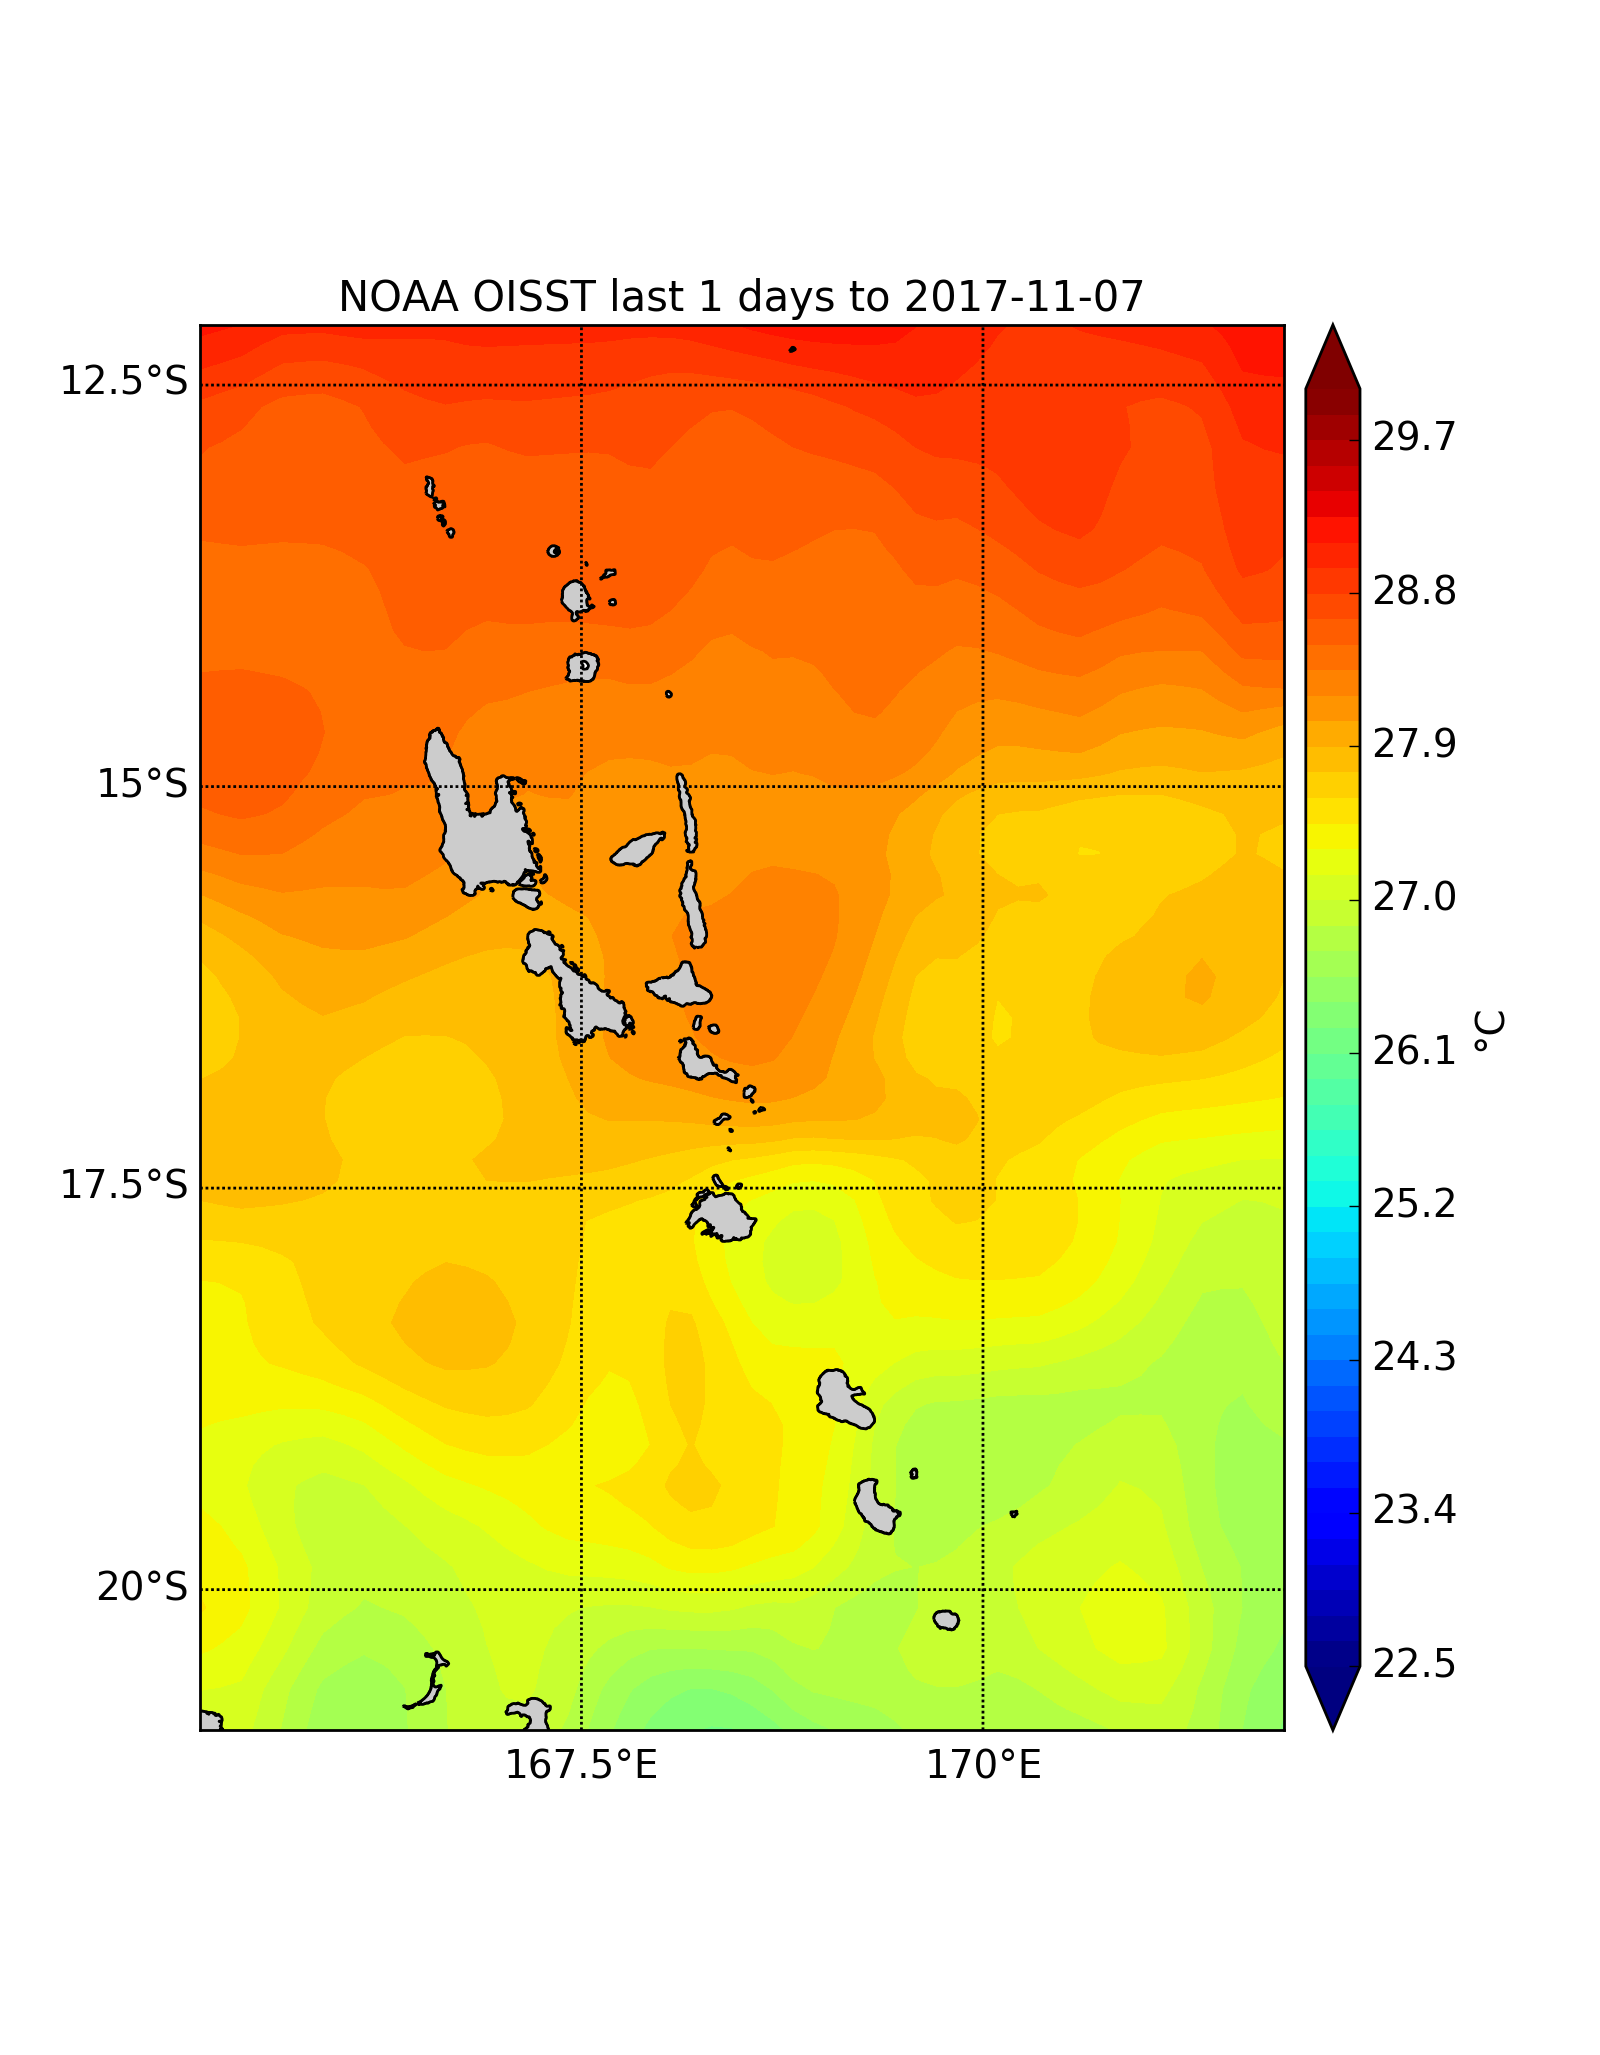 NOAA OISST last 1 days to 2017-11-07
12.5°S
15°S
17.5°S
20°S
167.5°E
170°E
29.7
28.8
27.9
27.0
26.1
25.2
24.3
23.4
22.5
°C